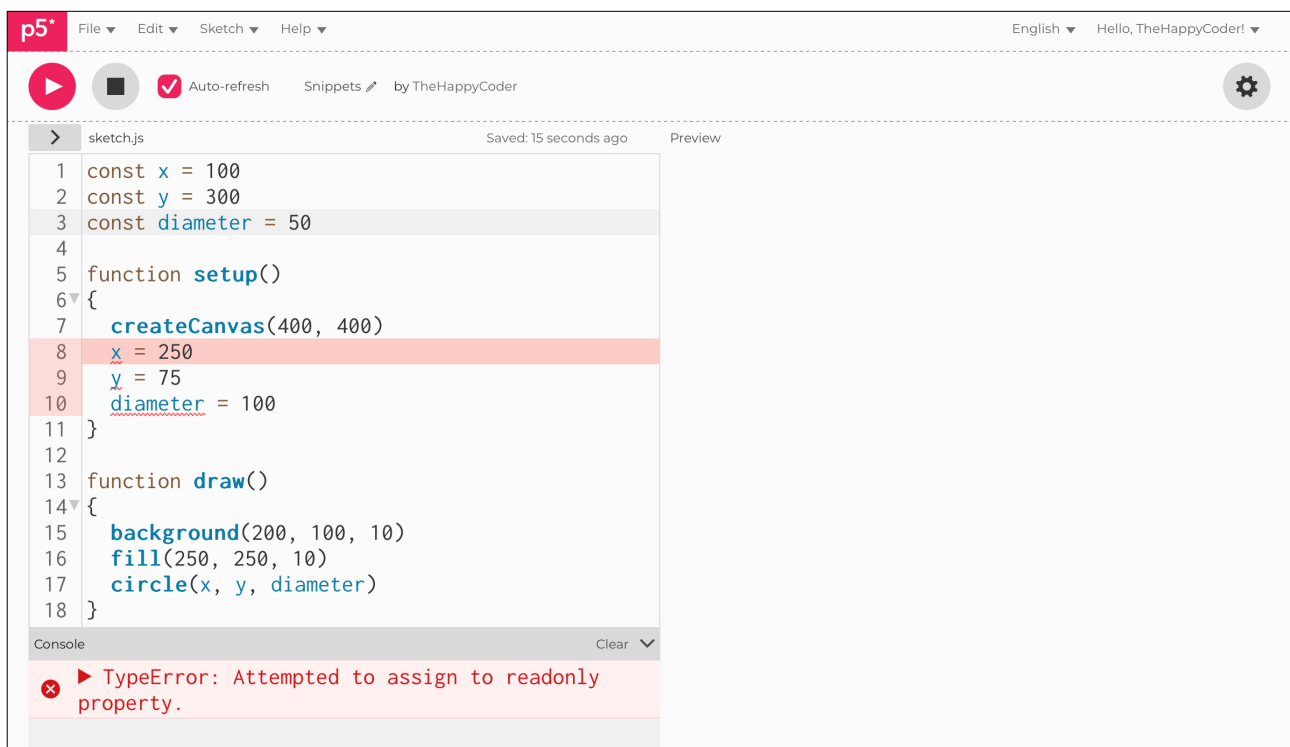 p5* File Edit Sketch Help English Hello, TheHappyCoder!
Auto-refresh Snippets by TheHappyCoder
sketch.js Saved: 15 seconds ago Preview
1 const x = 100
2 const y = 300
3 const diameter = 50
4
5 function setup()
6 {
7 createCanvas(400, 400)
8 x = 250
9 y = 75
10 diameter = 100
11 }
12
13 function draw()
14 {
15 background(200, 100, 10)
16 fill(250, 250, 10)
17 circle(x, y, diameter)
18 }
Console Clear
TypeError: Attempted to assign to readonly
property.